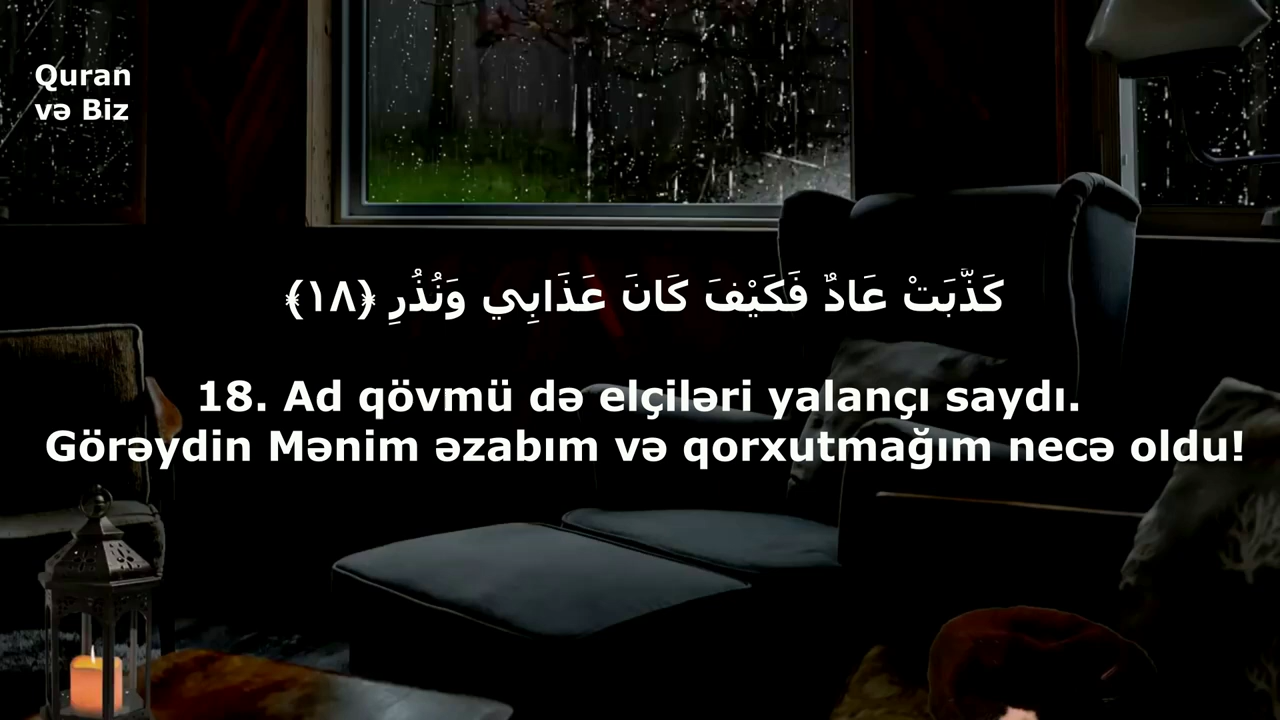 Quran
və Biz
كَذَّبَتْ عَادٌ فَكَيْفَ كَانَ عَذَابِي وَنُذُرِ ﴿١٨﴾
18. Ad qövmü də elçiləri yalançı saydı.
Görəydin Mənim əzabım və qorxutmağım necə oldu!